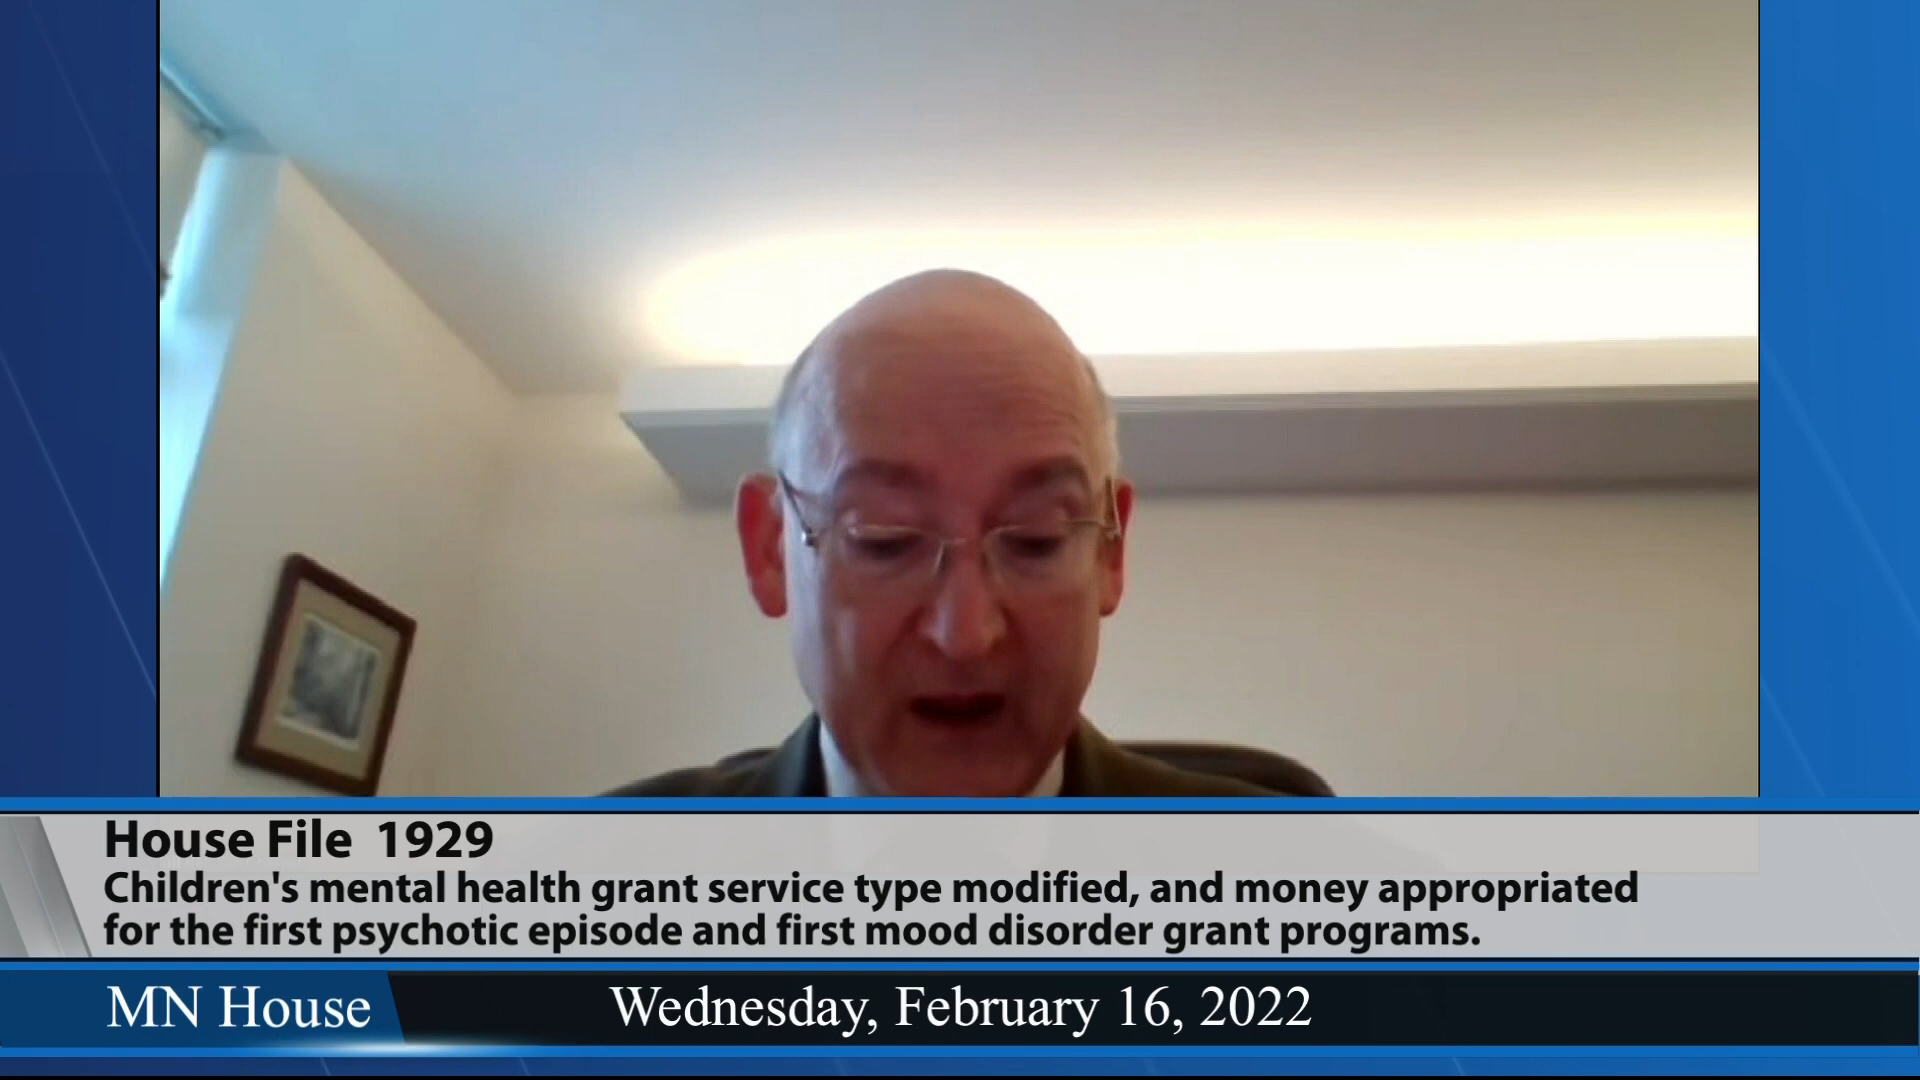 House File 1929
Children's mental health grant service type modified, and money appropriated
for the first psychotic episode and first mood disorder grant programs.
MN House
Wednesday, February 16, 2022